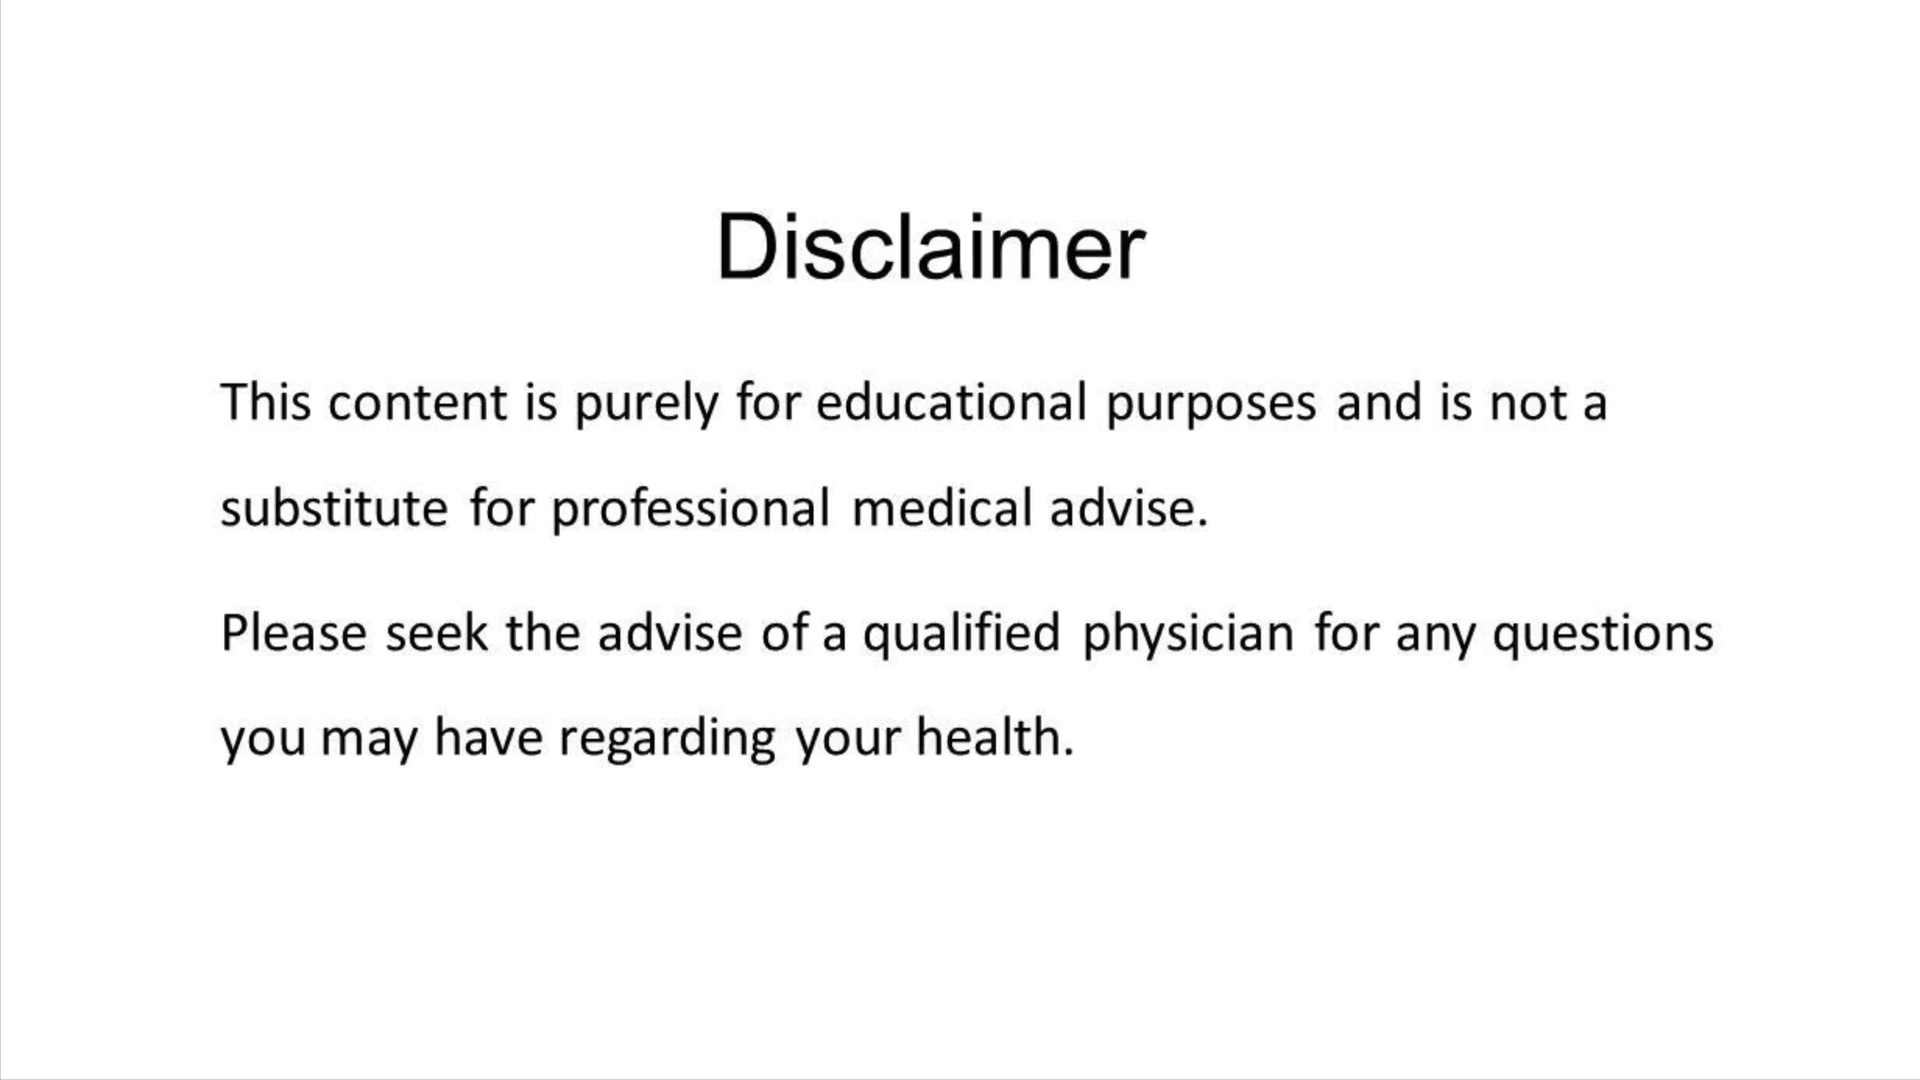 Disclaimer
This content is purely for educational purposes and is not a
substitute for professional medical advise.
Please seek the advise of a qualified physician for any questions
you may have regarding your health.